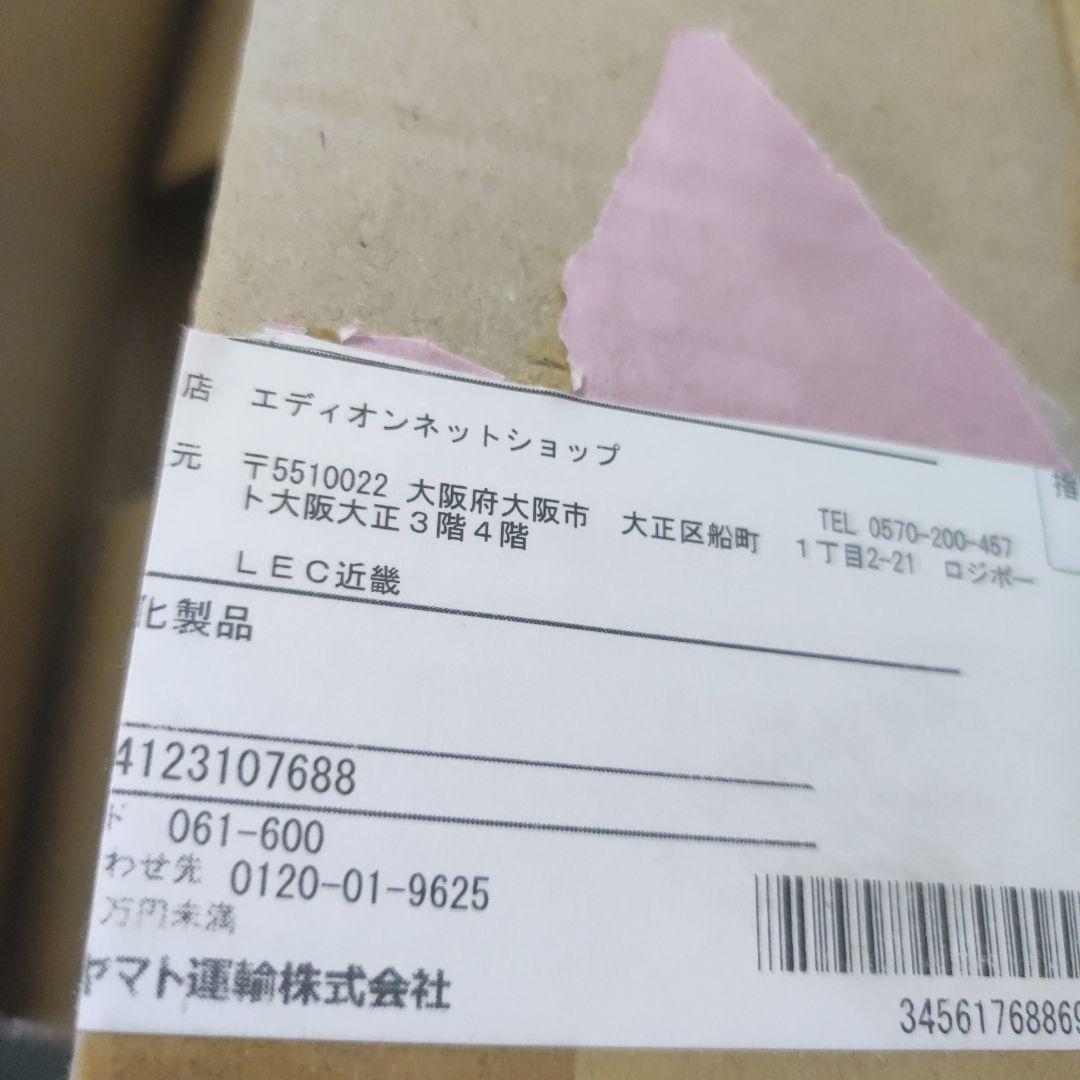 店 エディオンネットショップ
元 〒5510022 大阪府大阪市 大正区船町 1丁目2-21 ロジポー
ト大阪大正3階4階
TEL 0570-200-457
LEC近畿
化製品
4123107688
ド 061-600
わせ先 0120-01-9625
万円未満
ヤマト運輸株式会社
34561768869
指